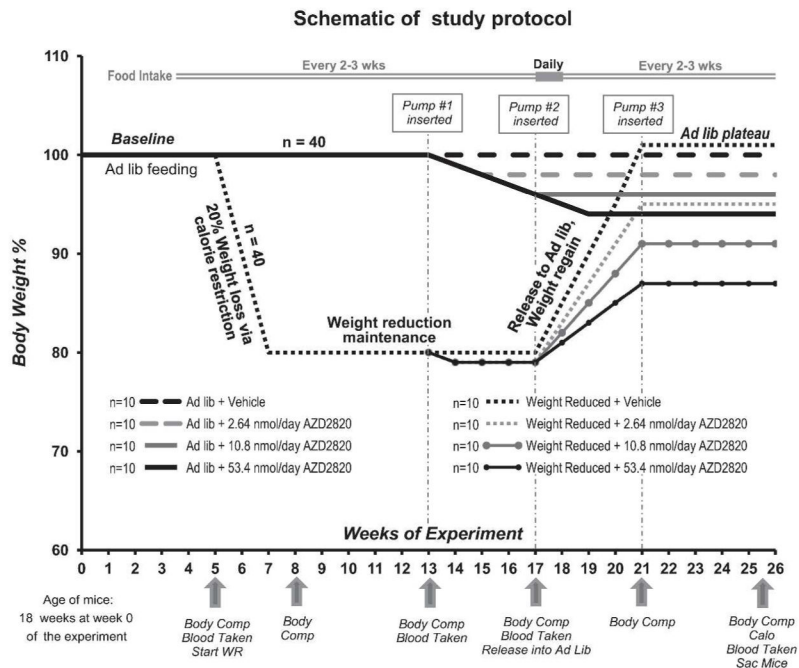 Schematic of study protocol
Every 2-3 wks
Daily
Every 2-3 wks
Food Intake
110
Pump #1
inserted
Pump #2
inserted
Pump #3
inserted
Baseline
n = 40
Ad lib plateau
100
Ad lib feeding
n = 40
20% Weight loss via
calorie restriction
Release to Ad lib,
Weight regain
90
Body Weight %
Weight reduction
maintenance
80
n=10 Ad lib + Vehicle
n=10 Ad lib + 2.64 nmol/day AZD2820
n=10 Ad lib + 10.8 nmol/day AZD2820
n=10 Ad lib + 53.4 nmol/day AZD2820
n=10 Weight Reduced + Vehicle
n=10 Weight Reduced + 2.64 nmol/day AZD2820
n=10 Weight Reduced + 10.8 nmol/day AZD2820
n=10 Weight Reduced + 53.4 nmol/day AZD2820
70
Weeks of Experiment
60
0 1 2 3 4 5 6 7 8 9 10 11 12 13 14 15 16 17 18 19 20 21 22 23 24 25 26
Age of mice:
18 weeks at week 0
of the experiment
Body Comp
Blood Taken
Start WR
Body
Comp
Body Comp
Blood Taken
Body Comp
Blood Taken
Release into Ad Lib
Body Comp
Body Comp
Calo
Blood Taken
Sac Mice